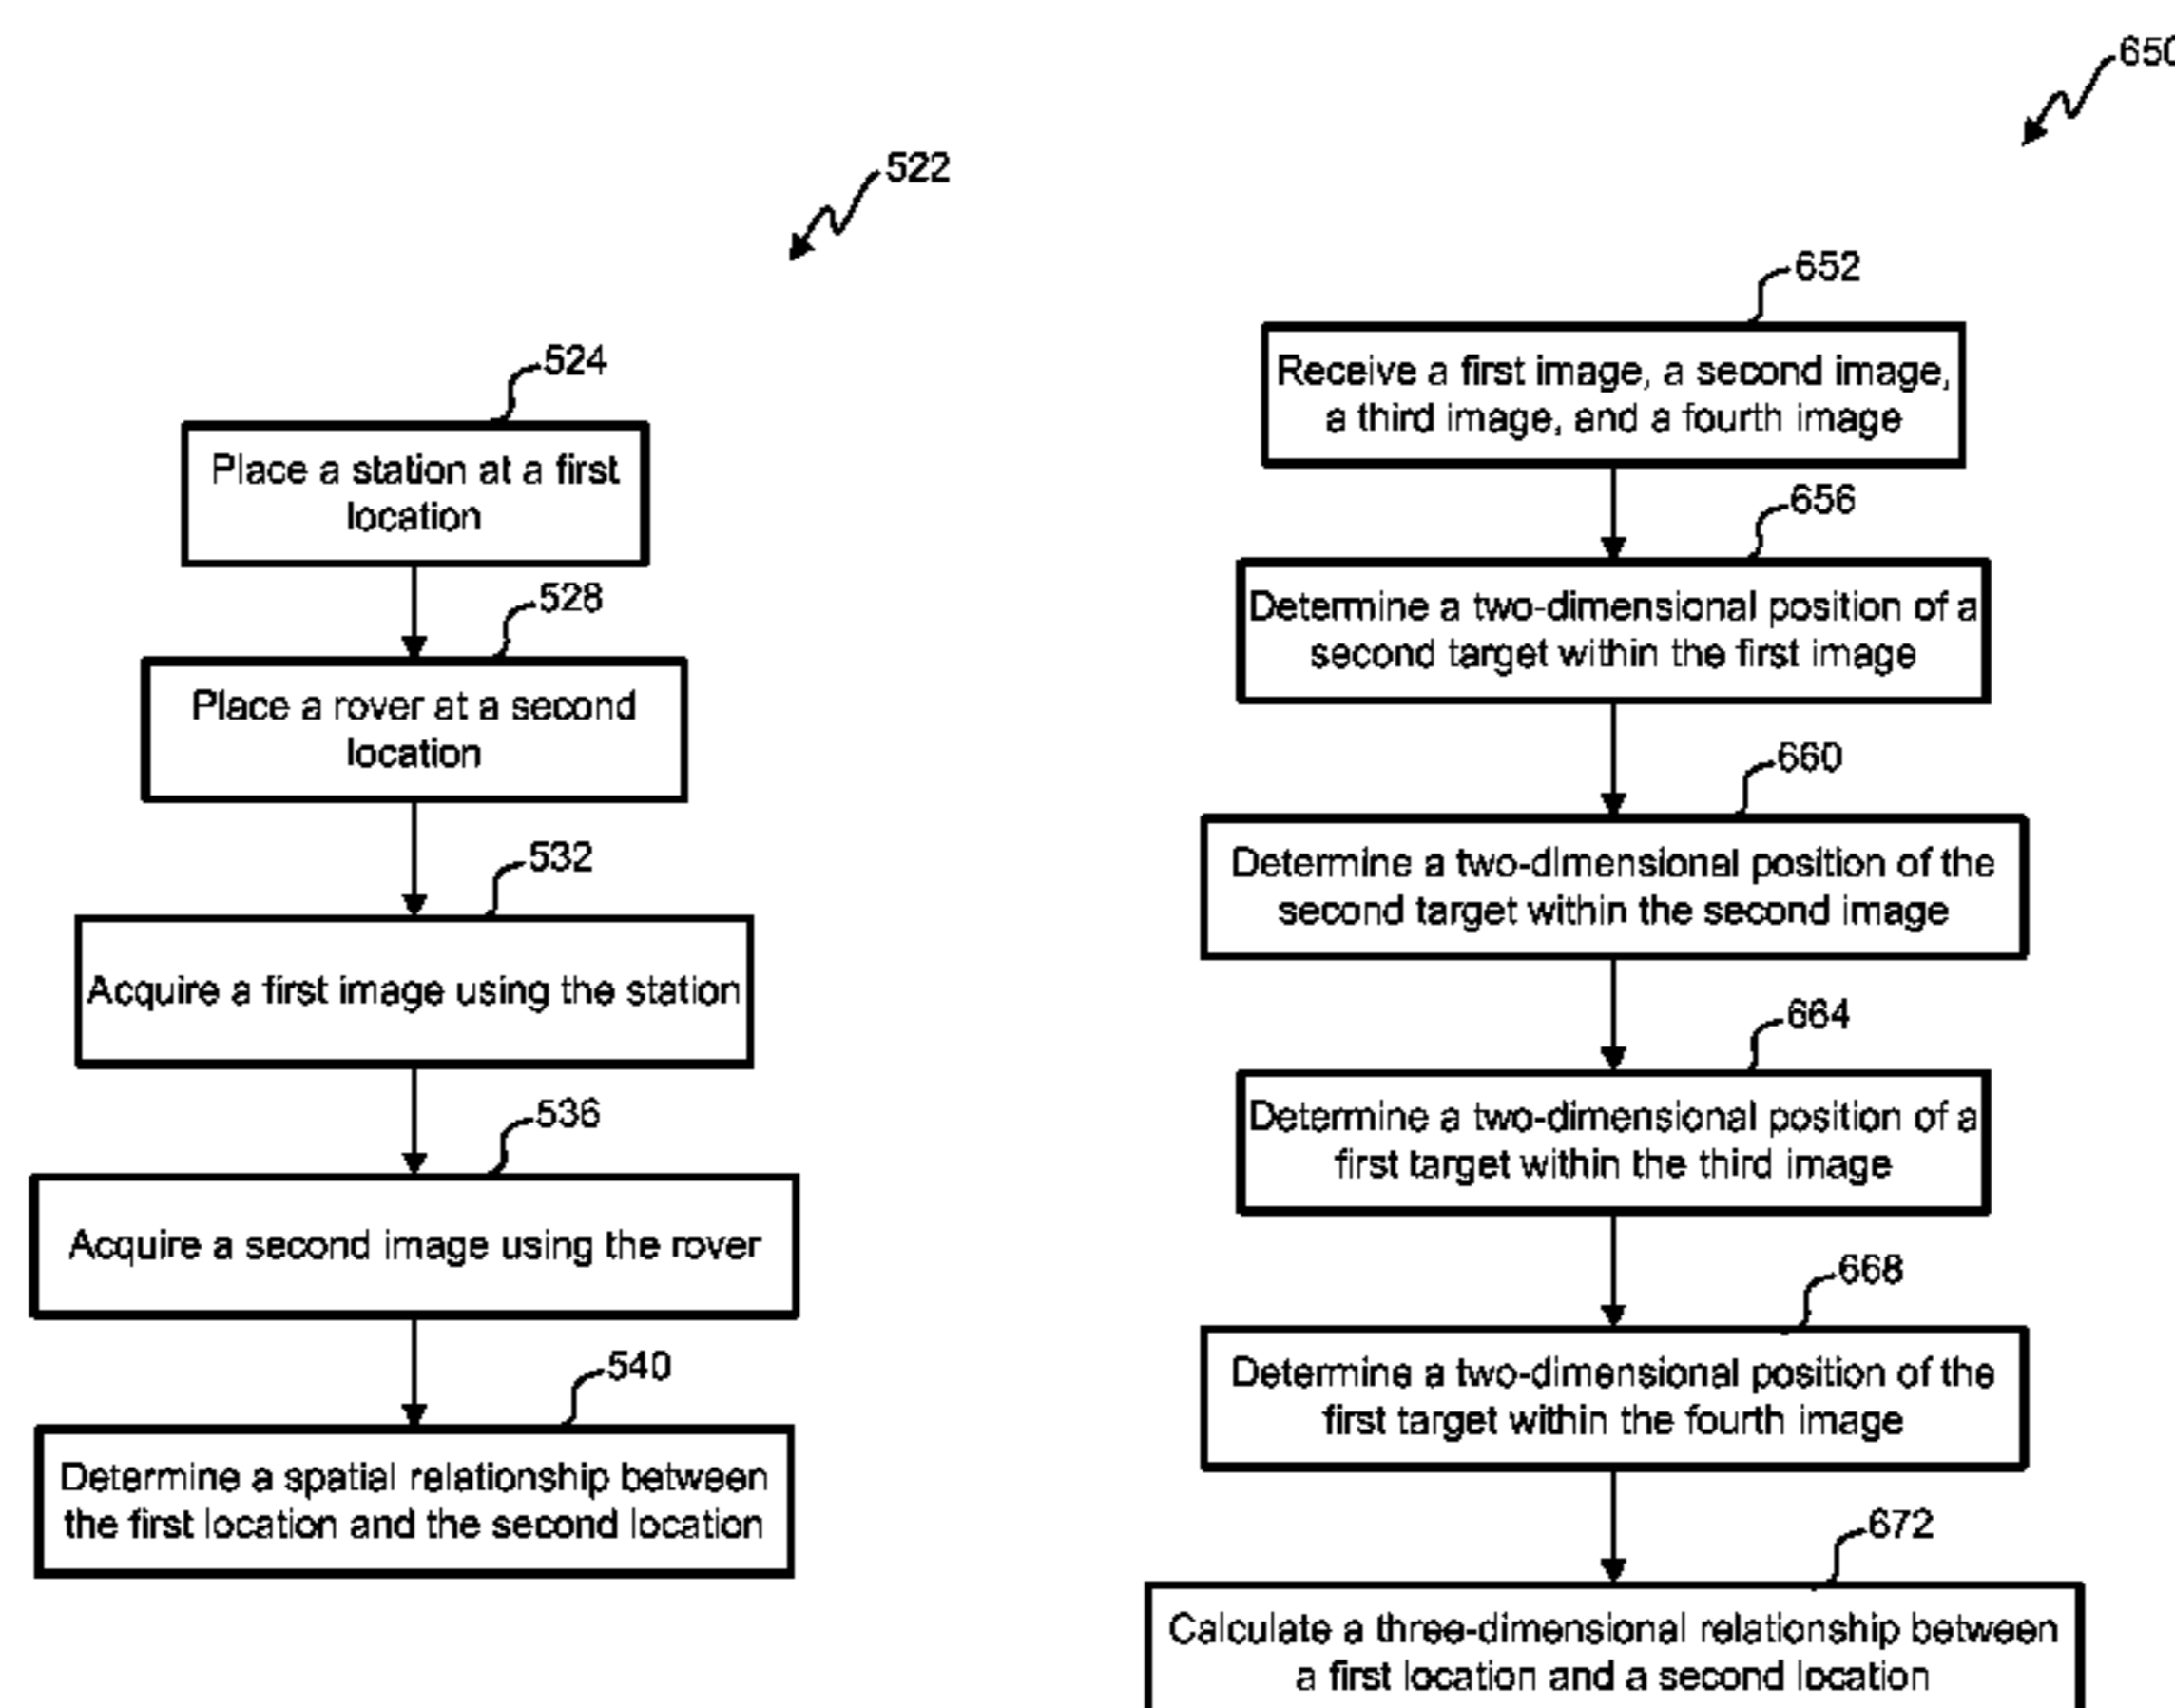 522
524
Place a station at a first
location
528
Place a rover at a second
location
532
Acquire a first image using the station
536
Acquire a second image using the rover
540
Determine a spatial relationship between
the first location and the second location
650
652
Receive a first image, a second image,
a third image, and a fourth image
656
Determine a two-dimensional position of a
second target within the first image
660
Determine a two-dimensional position of the
second target within the second image
664
Determine a two-dimensional position of a
first target within the third image
668
Determine a two-dimensional position of the
first target within the fourth image
672
Calculate a three-dimensional relationship between
a first location and a second location